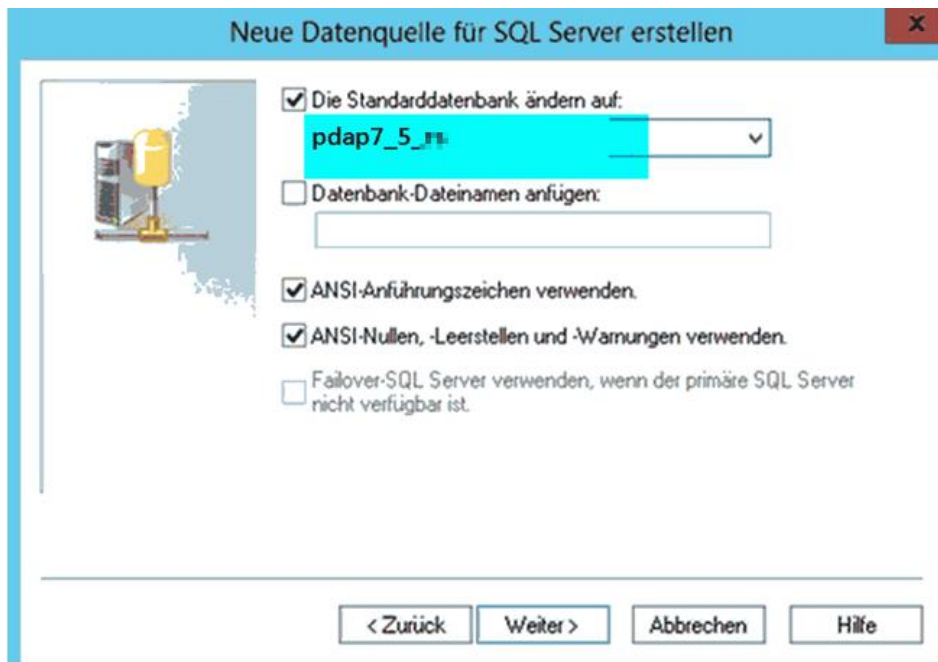 Neue Datenquelle für SQL Server erstellen
Die Standarddatenbank ändern auf:
pdap7_5_
Datenbank-Dateinamen anfügen:
ANSI-Anführungszeichen verwenden.
ANSI-Nullen, -Leerstellen und -Warnungen verwenden.
Failover-SQL Server verwenden, wenn der primäre SQL Server
nicht verfügbar ist.
< Zurück
Weiter >
Abbrechen
Hilfe